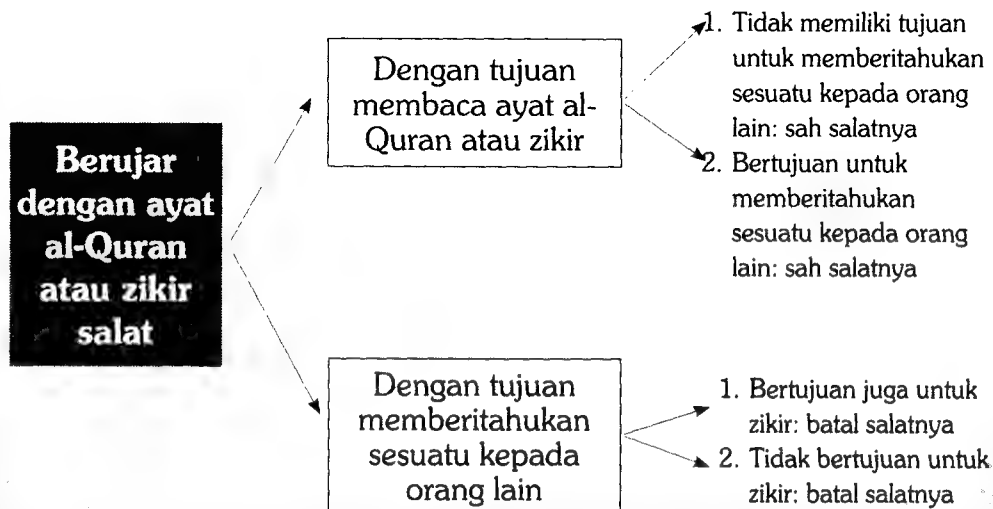 Berujar
dengan ayat
al-Quran
atau zikir
salat
Dengan tujuan
membaca ayat al-
Quran atau zikir
1. Tidak memiliki tujuan
untuk memberitahukan
sesuatu kepada orang
lain: sah salatnya
2. Bertujuan untuk
memberitahukan
sesuatu kepada orang
lain: sah salatnya
Dengan tujuan
memberitahukan
sesuatu kepada
orang lain
1. Bertujuan juga untuk
zikir: batal salatnya
2. Tidak bertujuan untuk
zikir: batal salatnya